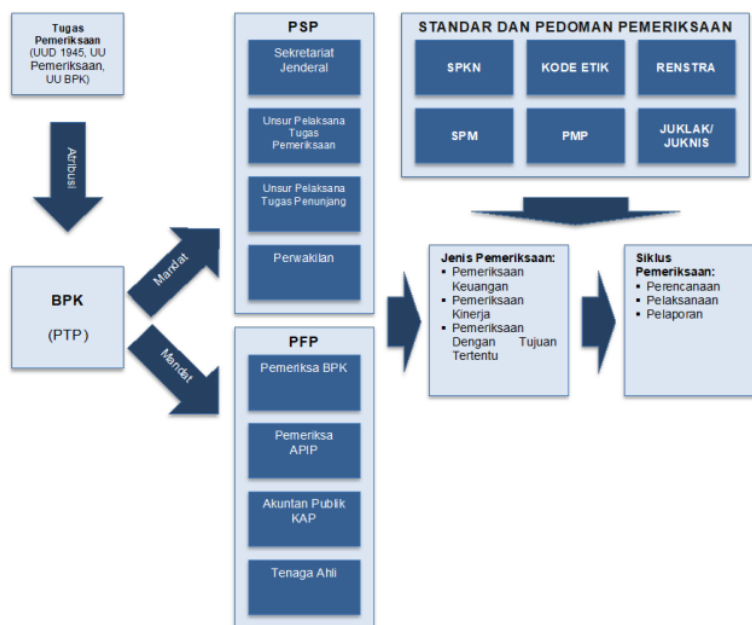 Tugas
Pemeriksaan
(UUD 1945, UU
Pemeriksaan,
UU BPK)
Atribusi
BPK
(PTP)
Mandat
Mandat
PSP
Sekretariat
Jenderal
Unsur Pelaksana
Tugas
Pemeriksaan
Unsur Pelaksana
Tugas Penunjang
Perwakilan
PFP
Pemeriksa BPK
Pemeriksa
APIP
Akuntan Publik
KAP
Tenaga Ahli
STANDAR DAN PEDOMAN PEMERIKSAAN
SPKN
KODE ETIK
RENSTRA
SPM
PMP
JUKLAK/
JUKNIS
Jenis Pemeriksaan:
▪ Pemeriksaan
Keuangan
▪ Pemeriksaan
Kinerja
▪ Pemeriksaan
Dengan Tujuan
Tertentu
Siklus
Pemeriksaan:
▪ Perencanaan
▪ Pelaksanaan
▪ Pelaporan